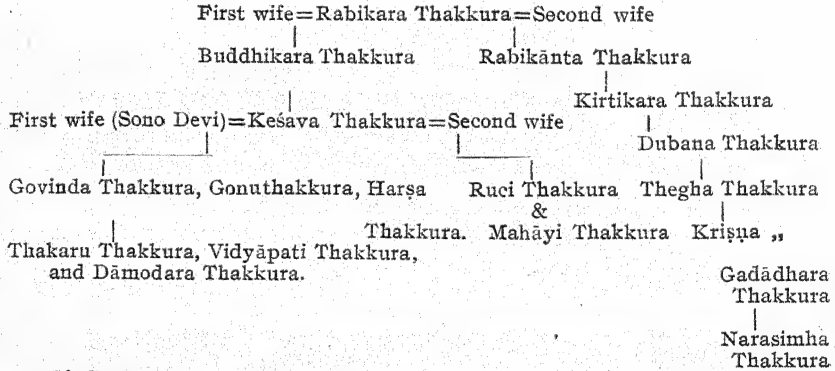 First wife=Rabikara Thakkura=Second wife
Buddhikara Thakkura Rabikānta Thakkura
Kirtikara Thakkura
First wife (Sono Devi)=Keśava Thakkura=Second wife
Dubana Thakkura
Govinda Thakkura, Gonuthakkura, Harṣa Ruci Thakkura Thegha Thakkura
&
Thakkura. Mahāyi Thakkura Kriṣṇa „
Thakaru Thakkura, Vidyāpati Thakkura,
and Dāmodara Thakkura.
Gadādhara
Thakkura
Narasimha
Thakkura